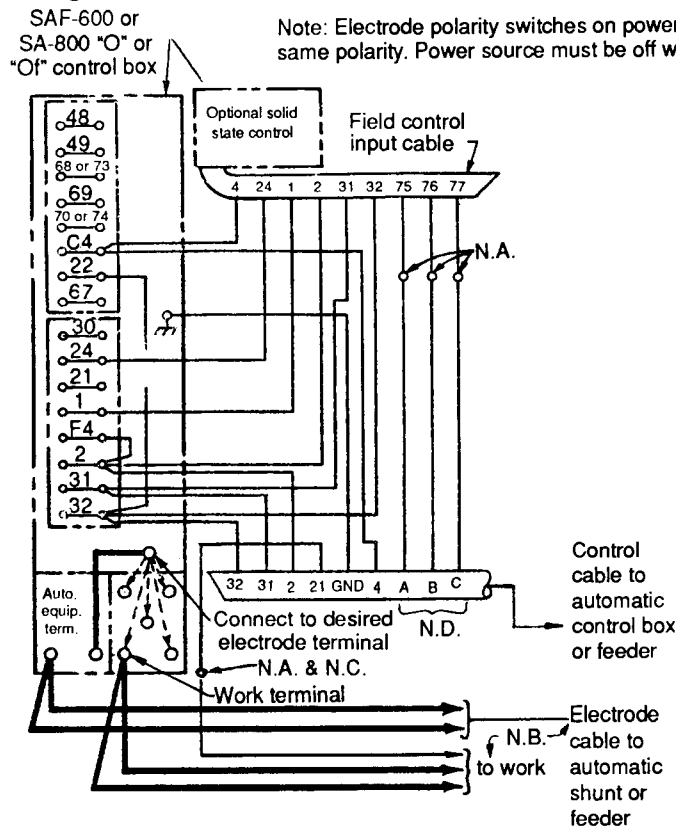 SAF-600 or
SA-800 "O" or
"Of" control box
Note: Electrode polarity switches on power
same polarity. Power source must be off w
Optional solid
state control
Field control
input cable
4 24 1 2 31 32 75 76 77
48
49
68 or 73
69
70 or 74
C4
22
67
30
24
21
1
F4
2
31
32
N.A.
32 31 2 21 GND 4 A B C
N.D.
Control
cable to
automatic
control box
or feeder
Auto.
equip.
term.
Connect to desired
electrode terminal
N.A. & N.C.
Work terminal
N.B.
to work
Electrode
cable to
automatic
shunt or
feeder